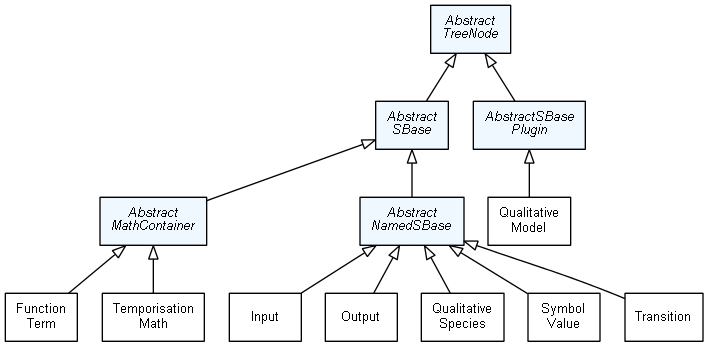 Abstract
TreeNode
Abstract
SBase
AbstractSBase
Plugin
Abstract
MathContainer
Abstract
NamedSBase
Qualitative
Model
Function
Term
Temporisation
Math
Input
Output
Qualitative
Species
Symbol
Value
Transition